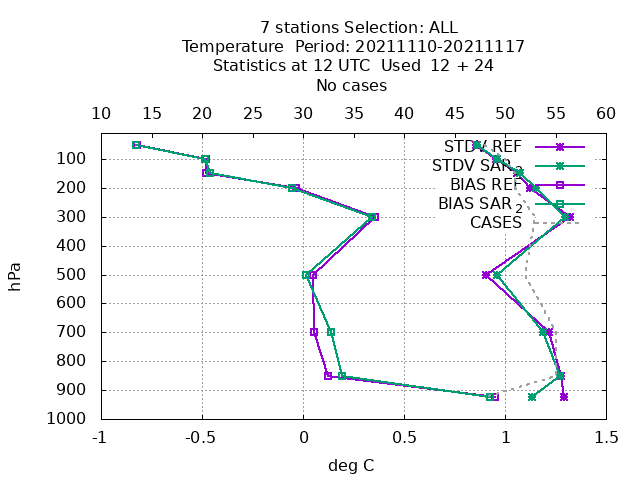 7 stations Selection: ALL
Temperature  Period: 20211110-20211117
Statistics at 12 UTC  Used  12 + 24
No cases
10 15 20 25 30 35 40 45 50 55 60
STDV REF
STDV SAR2
BIAS REF
BIAS SAR2
CASES
100
200
300
400
500
600
700
800
900
1000
hPa
-1 -0.5 0 0.5 1 1.5
deg C